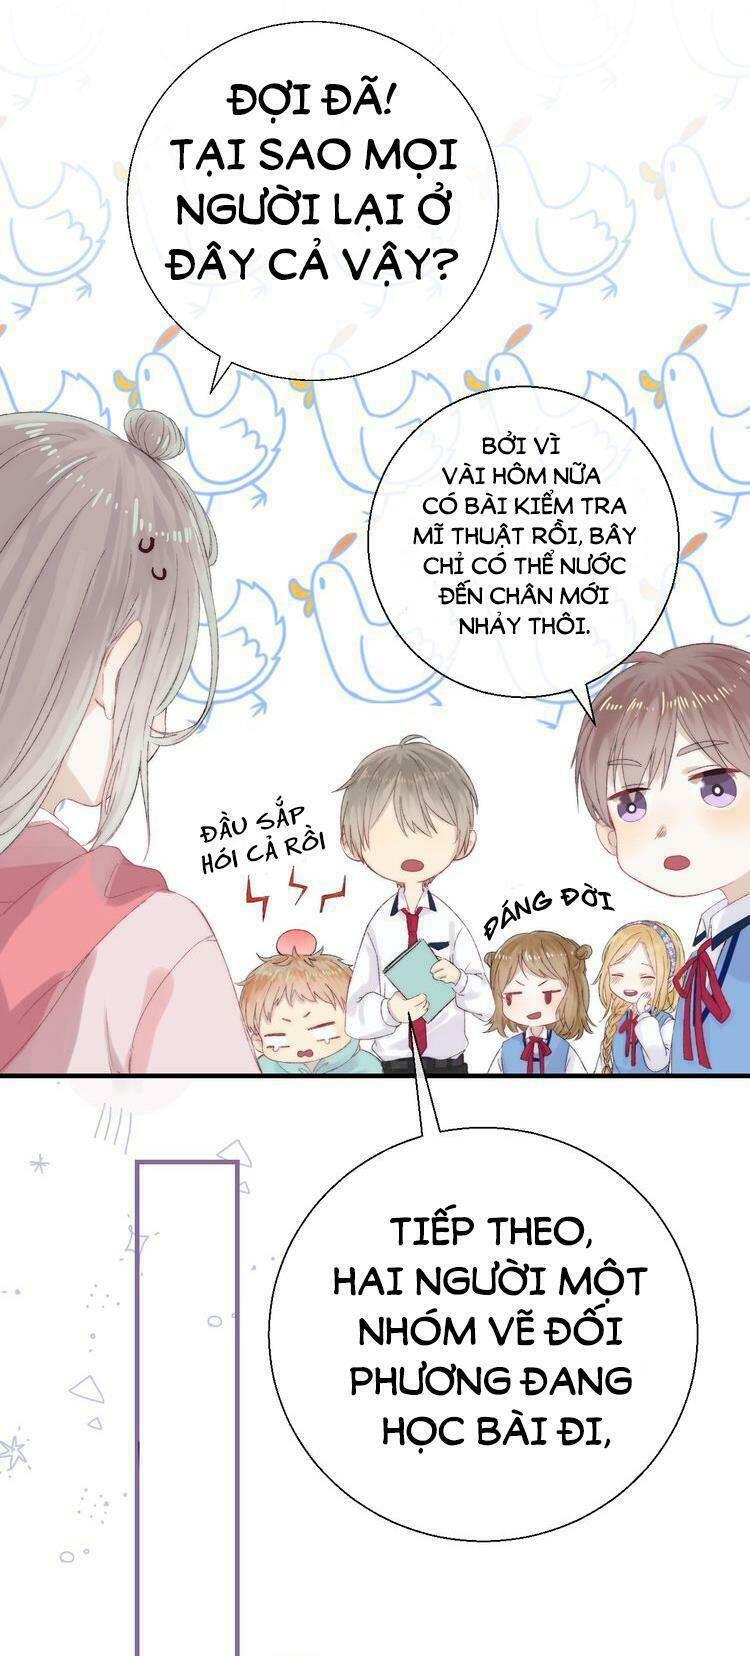 ĐỢI ĐÃ!
TẠI SAO MỌI
NGƯỜI LẠI Ở
ĐÂY CẢ VẬY?
BỞI VÌ
VÀI HÔM NỮA
CÓ BÀI KIỂM TRA
MĨ THUẬT RỒI, BÂY
CHỈ CÓ THỂ NƯỚC
ĐẾN CHÂN MỚI
NHẢY THÔI.
ĐẦU SẮP
HÓI CẢ RỒI
ĐÁNG ĐỜI
TIẾP THEO,
HAI NGƯỜI MỘT
NHÓM VẼ ĐỐI
PHƯƠNG ĐANG
HỌC BÀI ĐI,